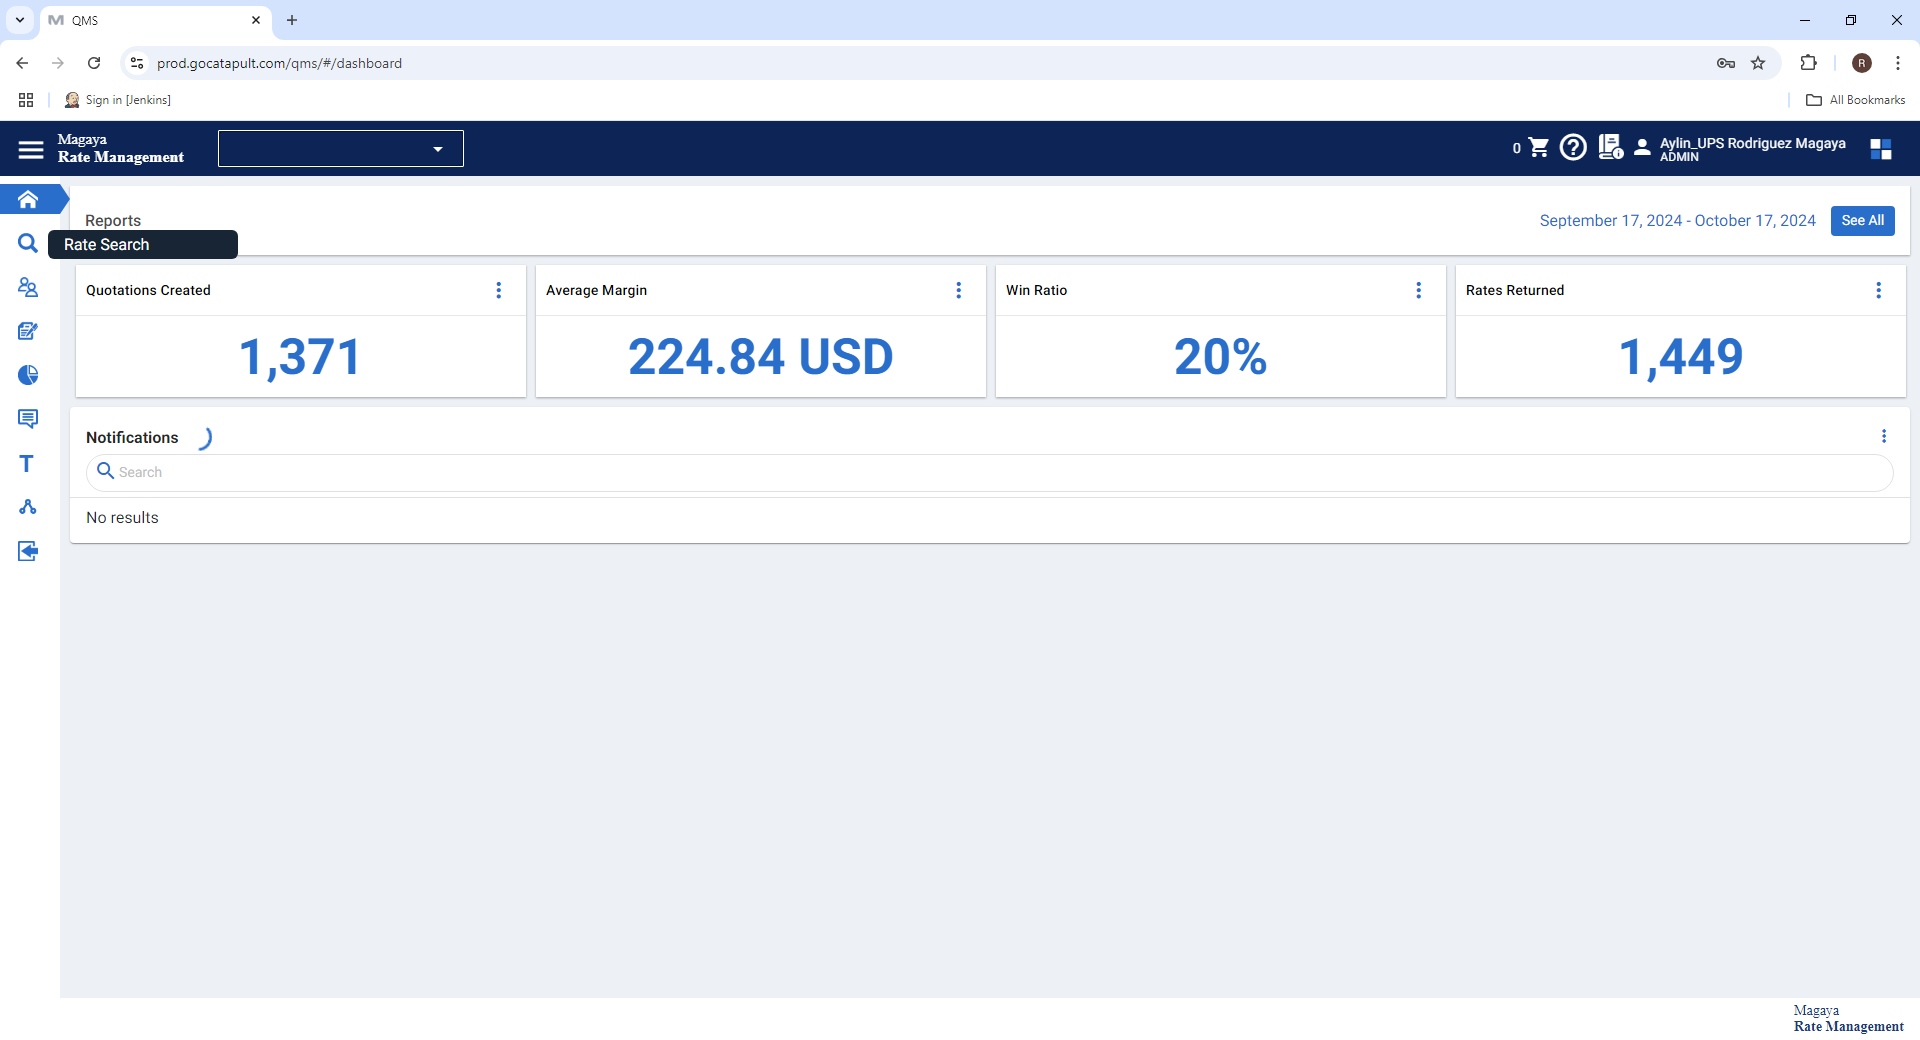 QMS
prod.gocatapult.com/qms/#/dashboard
R
Sign in [Jenkins]
All Bookmarks
Magaya
Rate Management
0
Aylin_UPS Rodriguez Magaya
ADMIN
Reports
September 17, 2024 - October 17, 2024
See All
Rate Search
Quotations Created
1,371
Average Margin
224.84 USD
Win Ratio
20%
Rates Returned
1,449
Notifications
Search
No results
Magaya
Rate Management